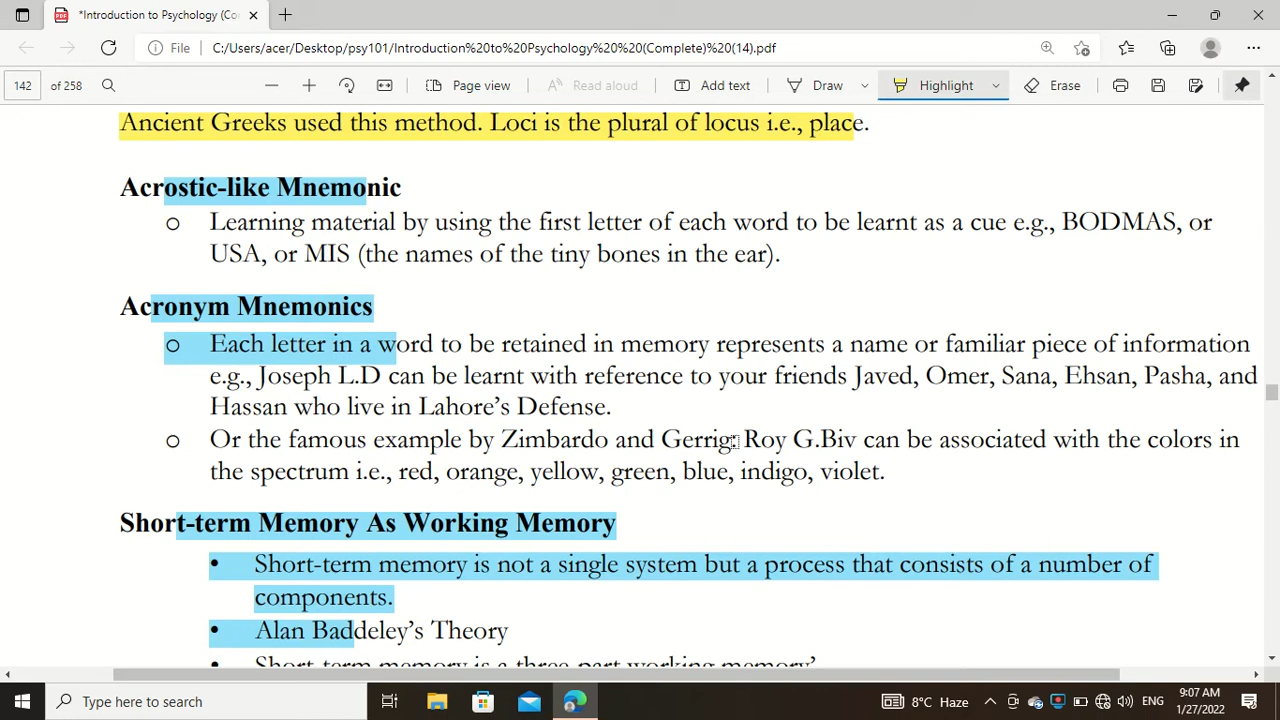 *Introduction to Psychology (Co
File
C:/Users/acer/Desktop/psy101/Introduction%20to%20Psychology%20%20(Complete)%20(14).pdf
142 of 258
Page view
Read aloud
Add text
Draw
Highlight
Erase
Ancient Greeks used this method. Loci is the plural of locus i.e., place.
Acrostic-like Mnemonic
o Learning material by using the first letter of each word to be learnt as a cue e.g., BODMAS, or
USA, or MIS (the names of the tiny bones in the ear).
Acronym Mnemonics
o Each letter in a word to be retained in memory represents a name or familiar piece of information
e.g., Joseph L.D can be learnt with reference to your friends Javed, Omer, Sana, Ehsan, Pasha, and
Hassan who live in Lahore's Defense.
o Or the famous example by Zimbardo and Gerrig: Roy G.Biv can be associated with the colors in
the spectrum i.e., red, orange, yellow, green, blue, indigo, violet.
Short-term Memory As Working Memory
• Short-term memory is not a single system but a process that consists of a number of
components.
• Alan Baddeley's Theory
• Short-term memory is a three-part working memory'
Type here to search
8°C Haze
ENG
9:07 AM
1/27/2022